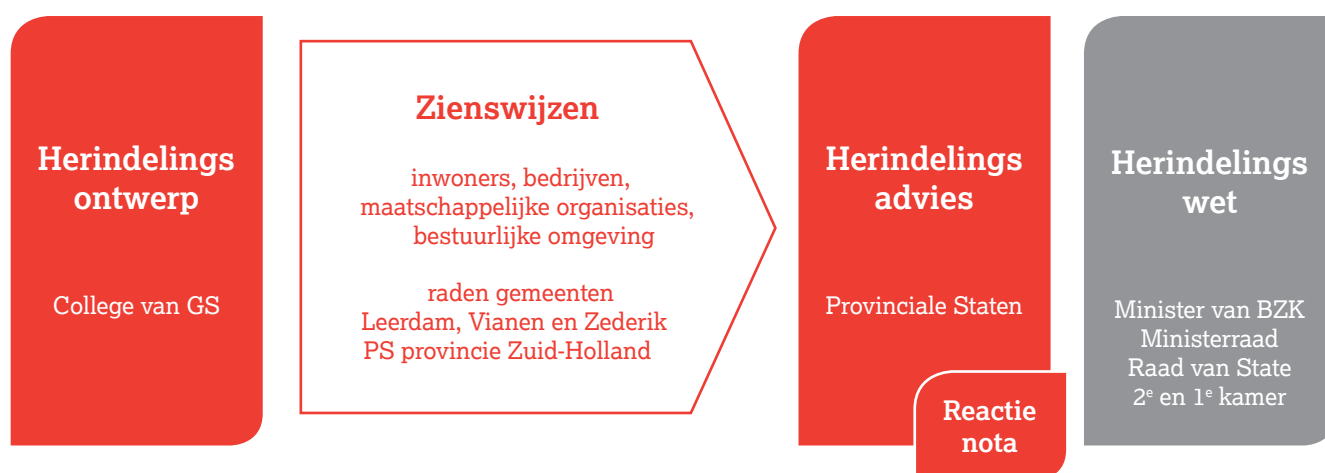 Herindelings
ontwerp
College van GS
Zienswijzen
inwoners, bedrijven,
maatschappelijke organisaties,
bestuurlijke omgeving
raden gemeenten
Leerdam, Vianen en Zederik
PS provincie Zuid-Holland
Herindelings
advies
Provinciale Staten
Reactie
nota
Herindelings
wet
Minister van BZK
Ministerraad
Raad van State
2e en 1e kamer